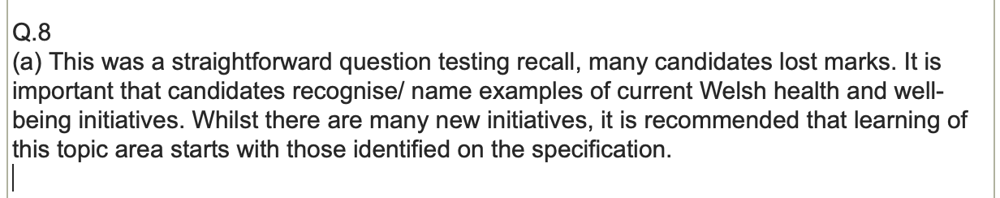 Q.8
(a) This was a straightforward question testing recall, many candidates lost marks. It is
important that candidates recognise/ name examples of current Welsh health and well-
being initiatives. Whilst there are many new initiatives, it is recommended that learning of
this topic area starts with those identified on the specification.